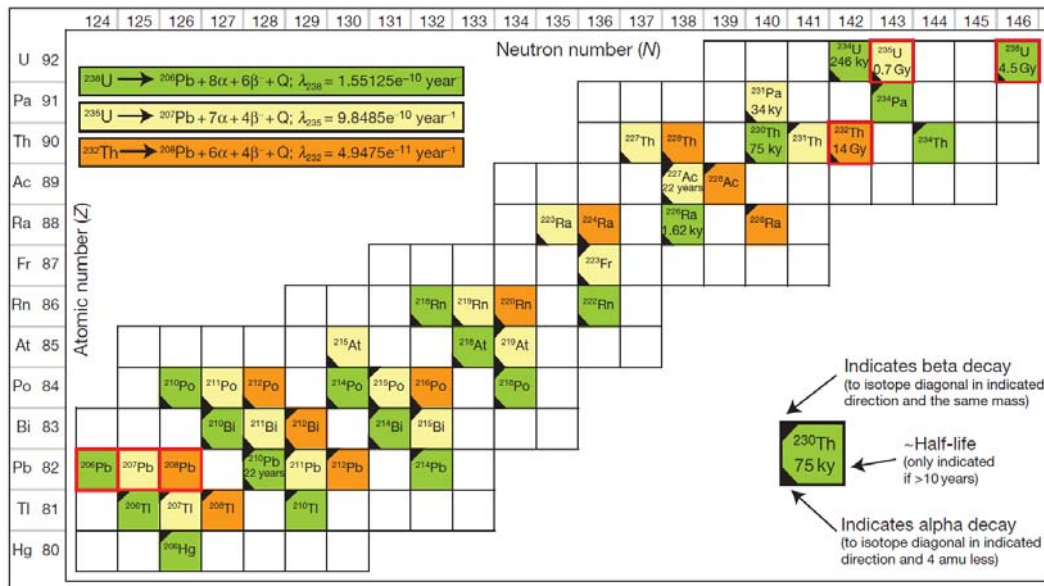 124 125 126 127 128 129 130 131 132 133 134 135 136 137 138 139 140 141 142 143 144 145 146
Neutron number (N)
Atomic number (Z)
²³⁸U → ²⁰⁶Pb + 8α + 6β⁻ + Q; λ₂₃₈ = 1.55125e⁻¹⁰ year
²³⁵U → ²⁰⁷Pb + 7α + 4β⁻ + Q; λ₂₃₅ = 9.8485e⁻¹⁰ year⁻¹
²³²Th → ²⁰⁸Pb + 6α + 4β⁻ + Q; λ₂₃₂ = 4.9475e⁻¹¹ year⁻¹
U 92 ²³⁴U ²³⁵U ²³⁸U
246 ky 0.7 Gy 4.5 Gy
Pa 91 ²³¹Pa ²³⁴Pa
34 ky
Th 90 ²²⁷Th ²²⁸Th ²³⁰Th ²³¹Th ²³²Th ²³⁴Th
75 ky 14 Gy
Ac 89 ²²⁷Ac ²²⁸Ac
22 years
Ra 88 ²²³Ra ²²⁴Ra ²²⁶Ra ²²⁸Ra
1.62 ky
Fr 87 ²²³Fr
Rn 86 ²¹⁸Rn ²¹⁹Rn ²²⁰Rn ²²²Rn
At 85 ²¹⁵At ²¹⁸At ²¹⁹At
Po 84 ²¹⁰Po ²¹¹Po ²¹²Po ²¹⁴Po ²¹⁵Po ²¹⁶Po ²¹⁸Po
Bi 83 ²¹⁰Bi ²¹¹Bi ²¹²Bi ²¹⁴Bi ²¹⁵Bi
Pb 82 ²⁰⁶Pb ²⁰⁷Pb ²⁰⁸Pb ²¹⁰Pb ²¹¹Pb ²¹²Pb ²¹⁴Pb
22 years
Tl 81 ²⁰⁶Tl ²⁰⁷Tl ²⁰⁸Tl ²¹⁰Tl
Hg 80 ²⁰⁶Hg
Indicates beta decay
(to isotope diagonal in indicated
direction and the same mass)
²³⁰Th
75 ky
~Half-life
(only indicated
if >10 years)
Indicates alpha decay
(to isotope diagonal in indicated
direction and 4 amu less)